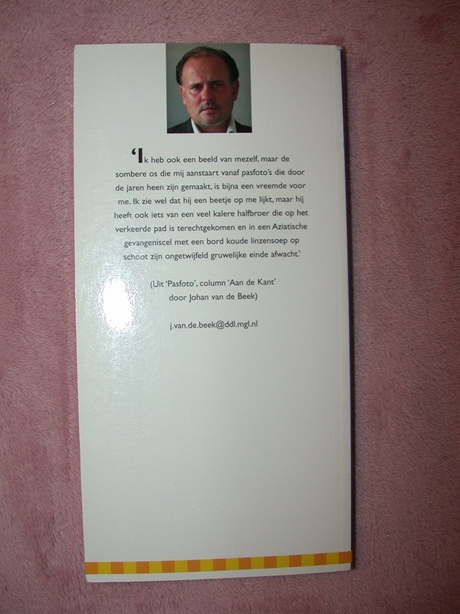 'Ik heb ook een beeld van mezelf, maar de
sombere os die mij aanstaart vanaf pasfoto's die door
de jaren heen zijn gemaakt, is bijna een vreemde voor
me. Ik zie wel dat hij een beetje op me lijkt, maar hij
heeft ook iets van een veel kalere halfbroer die op het
verkeerde pad is terechtgekomen en in een Aziatische
gevangeniscel met een bord koude linzensoep op
schoot zijn ongetwijfeld gruwelijke einde afwacht.'
(Uit 'Pasfoto', column 'Aan de Kant'
door Johan van de Beek)
j.van.de.beek@ddl.mgl.nl